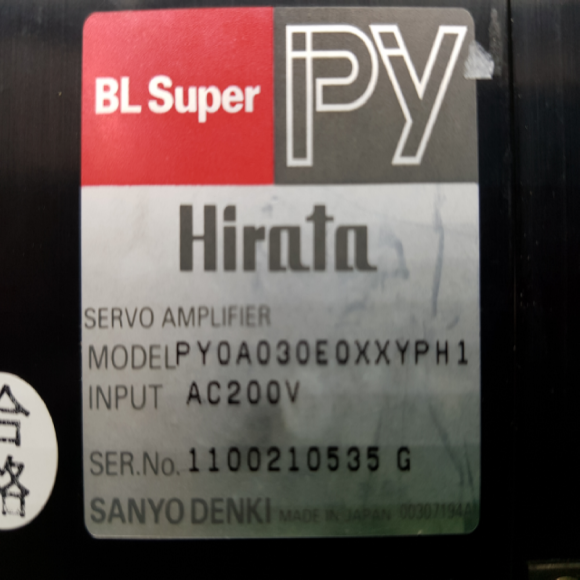 BL Super PY
Hirata
SERVO AMPLIFIER
MODEL PY0A030E0XXYPH1
INPUT AC200V
SER.No. 1100210535 G
SANYO DENKI MADE IN JAPAN 00307194A
合格